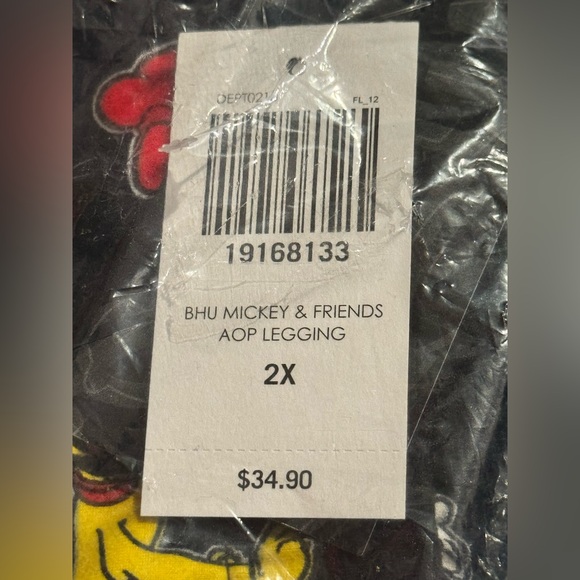 FL_12
19168133
BHU MICKEY & FRIENDS
AOP LEGGING
2X
$34.90